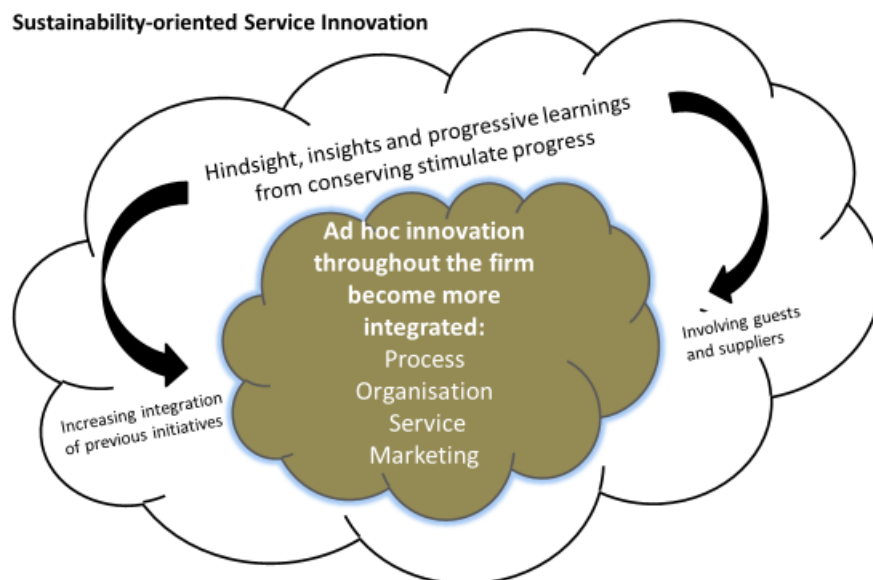 Sustainability-oriented Service Innovation
Hindsight, insights and progressive learnings
from conserving stimulate progress
Ad hoc innovation
throughout the firm
become more
integrated:
Process
Organisation
Service
Marketing
Involving guests
and suppliers
Increasing integration
of previous initiatives